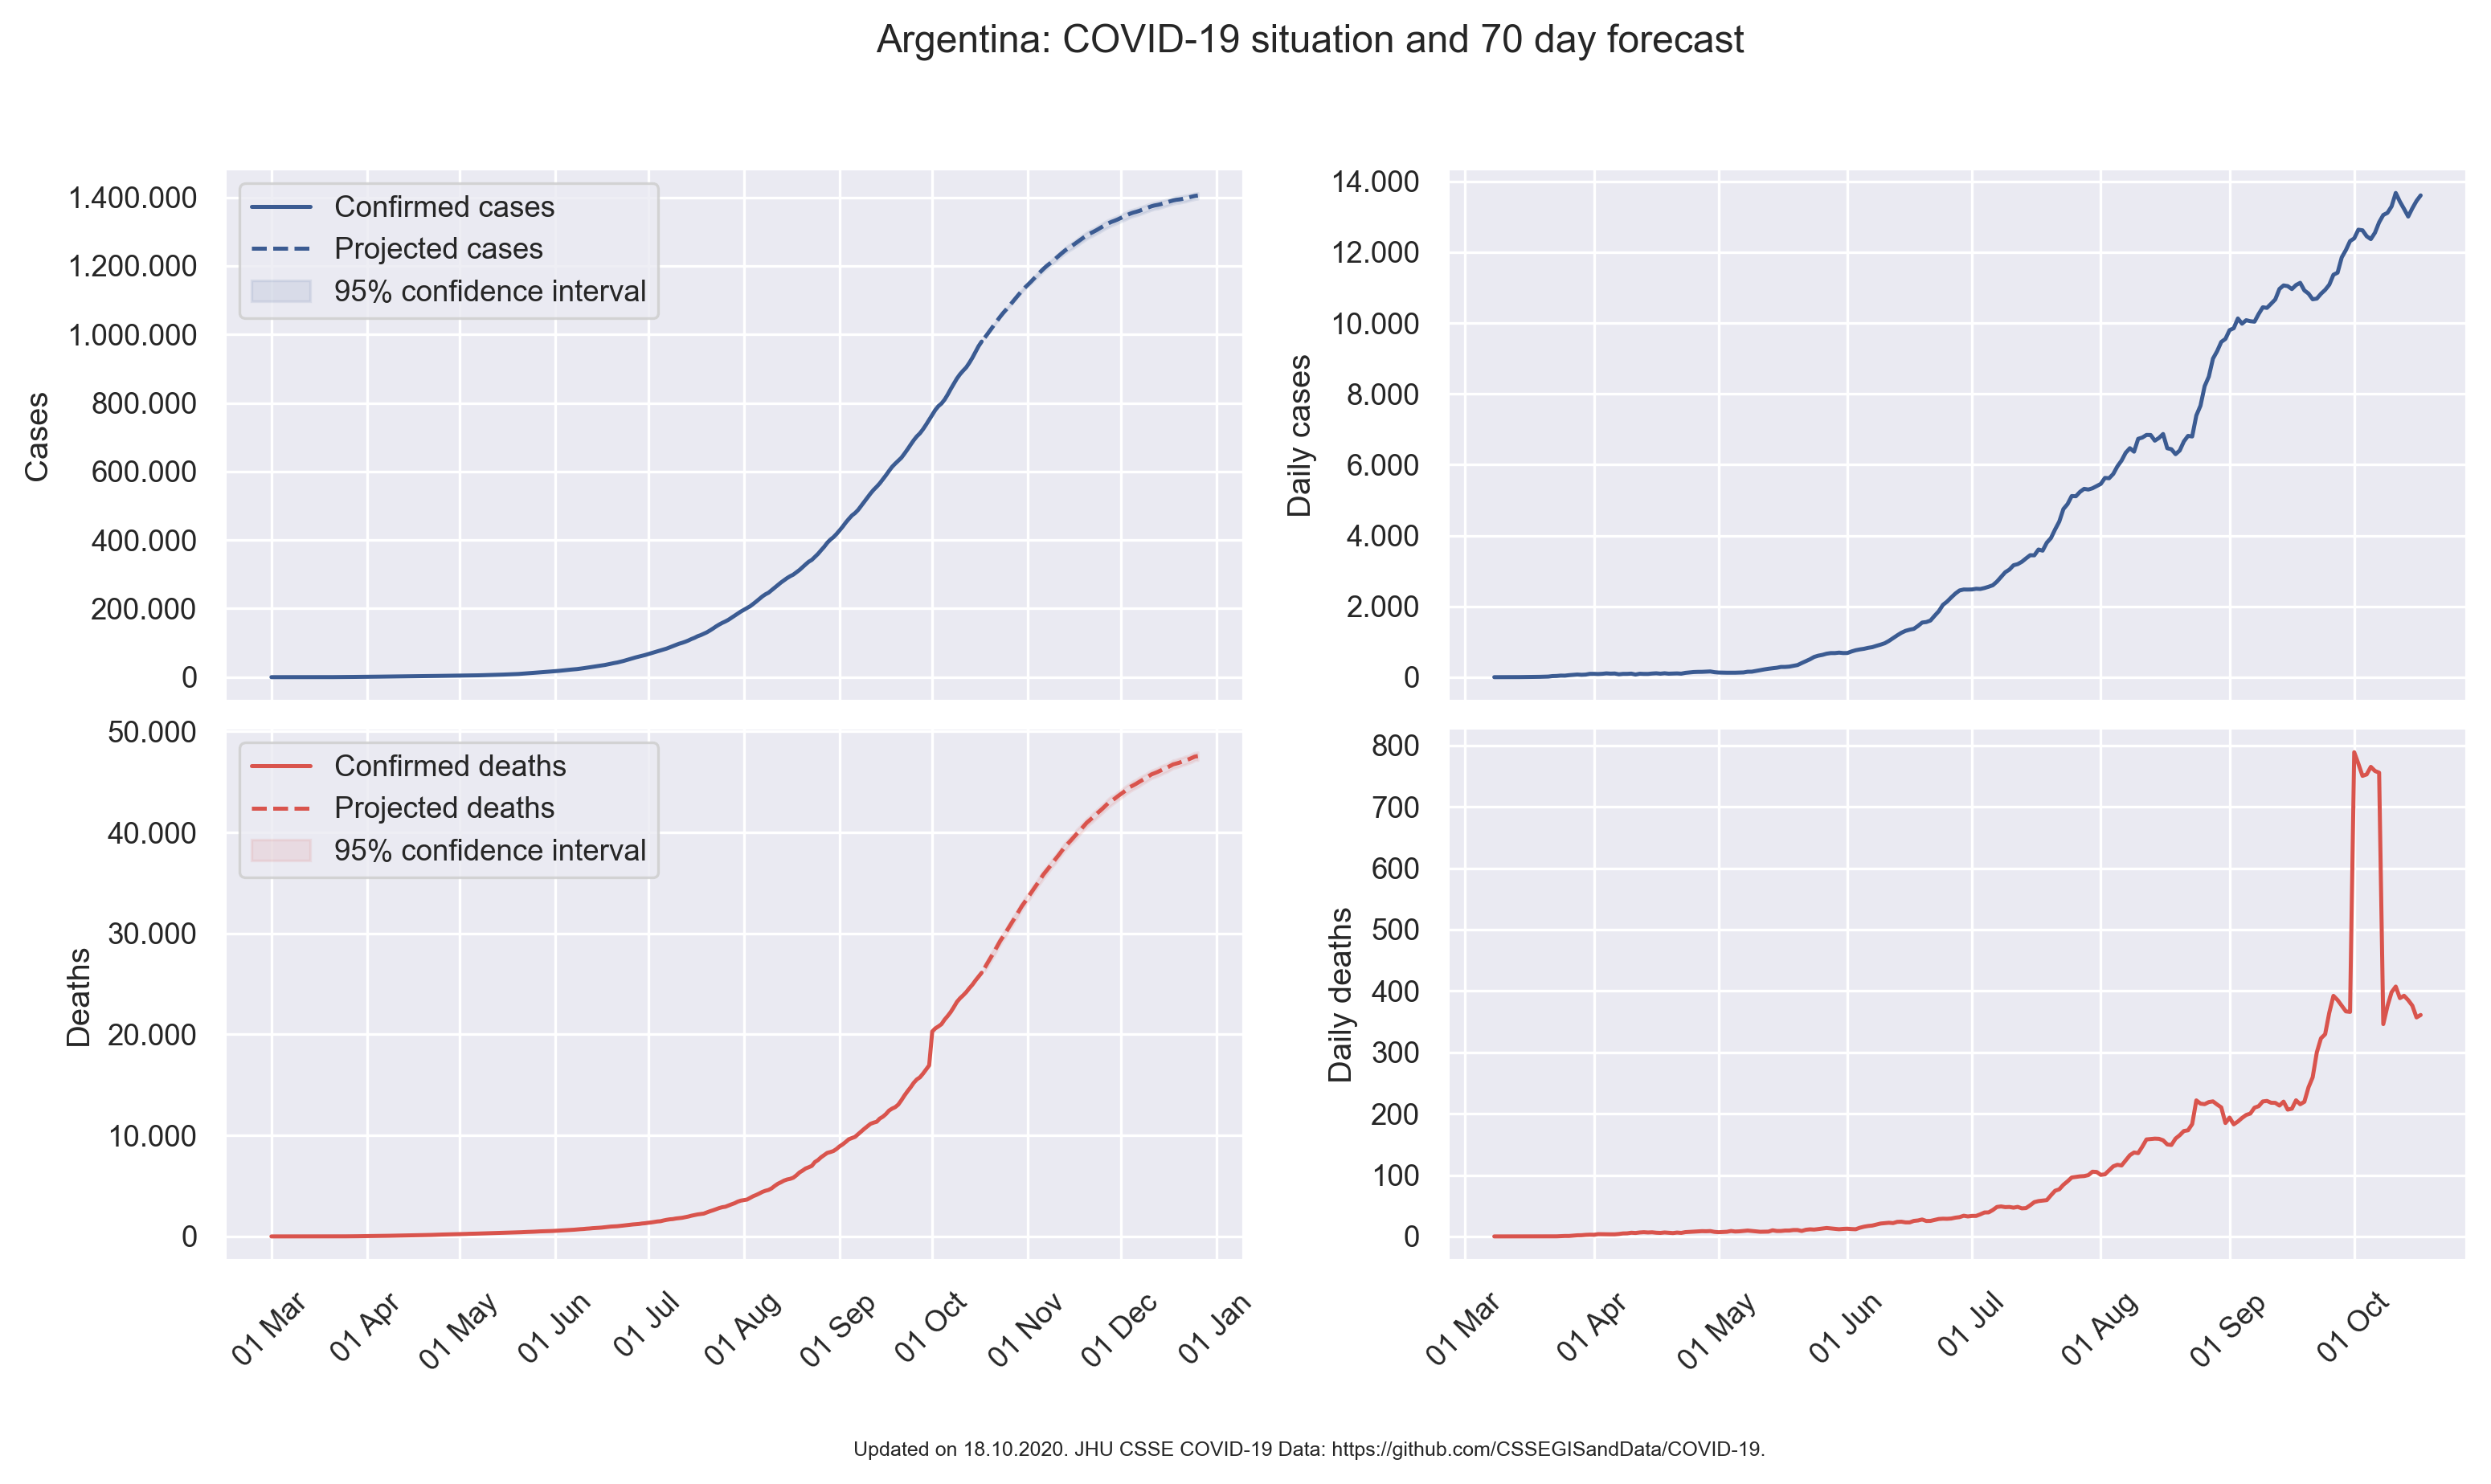 Argentina: COVID-19 situation and 70 day forecast
Cases
1.400.000
1.200.000
1.000.000
800.000
600.000
400.000
200.000
0
Confirmed cases
Projected cases
95% confidence interval
Daily cases
14.000
12.000
10.000
8.000
6.000
4.000
2.000
0
Deaths
50.000
40.000
30.000
20.000
10.000
0
Confirmed deaths
Projected deaths
95% confidence interval
01 Mar
01 Apr
01 May
01 Jun
01 Jul
01 Aug
01 Sep
01 Oct
01 Nov
01 Dec
01 Jan
Daily deaths
800
700
600
500
400
300
200
100
0
01 Mar
01 Apr
01 May
01 Jun
01 Jul
01 Aug
01 Sep
01 Oct
Updated on 18.10.2020. JHU CSSE COVID-19 Data: https://github.com/CSSEGISandData/COVID-19.